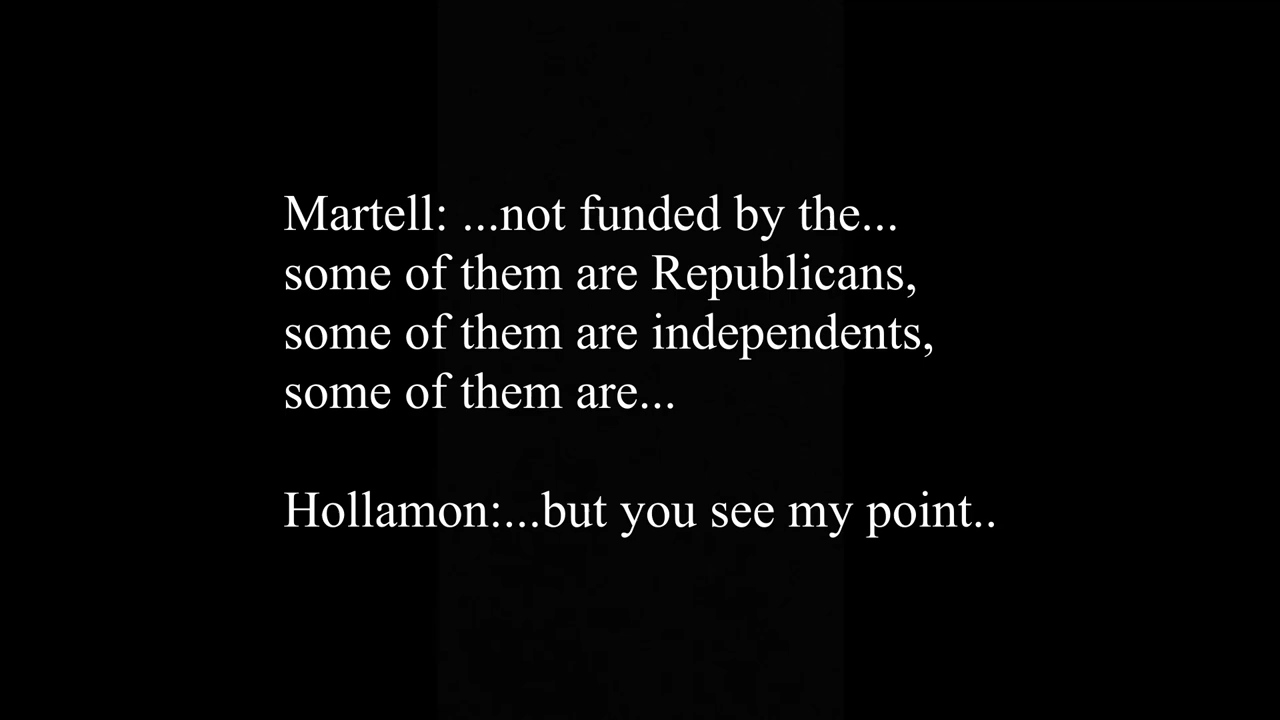 Martell: ...not funded by the...
some of them are Republicans,
some of them are independents,
some of them are...
Hollamon:...but you see my point..